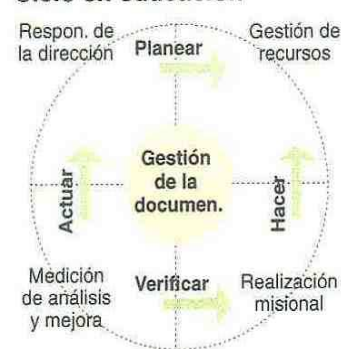 Respon. de
la dirección
Planear
Gestión de
recursos
Actuar
Gestión
de la
documen.
Hacer
Medición
de análisis
y mejora
Verificar
Realización
misional